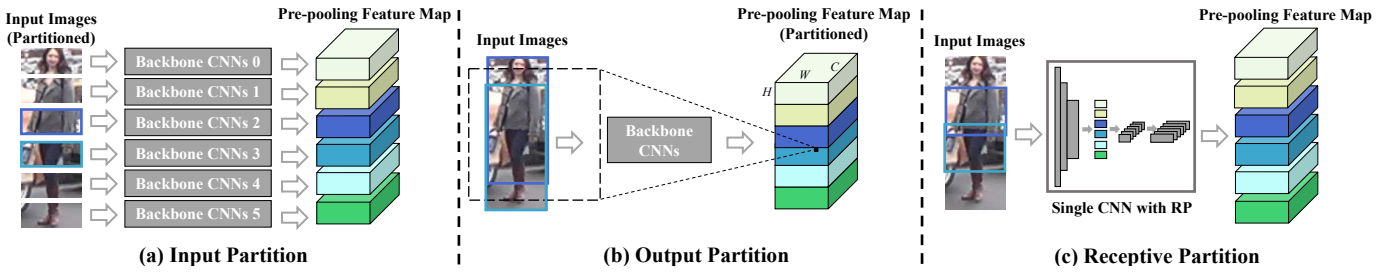 Input Images
(Partitioned)
Pre-pooling Feature Map
Backbone CNNs 0
Backbone CNNs 1
Backbone CNNs 2
Backbone CNNs 3
Backbone CNNs 4
Backbone CNNs 5
(a) Input Partition
Input Images
Pre-pooling Feature Map
(Partitioned)
W
C
H
Backbone
CNNs
(b) Output Partition
Input Images
Pre-pooling Feature Map
Single CNN with RP
(c) Receptive Partition